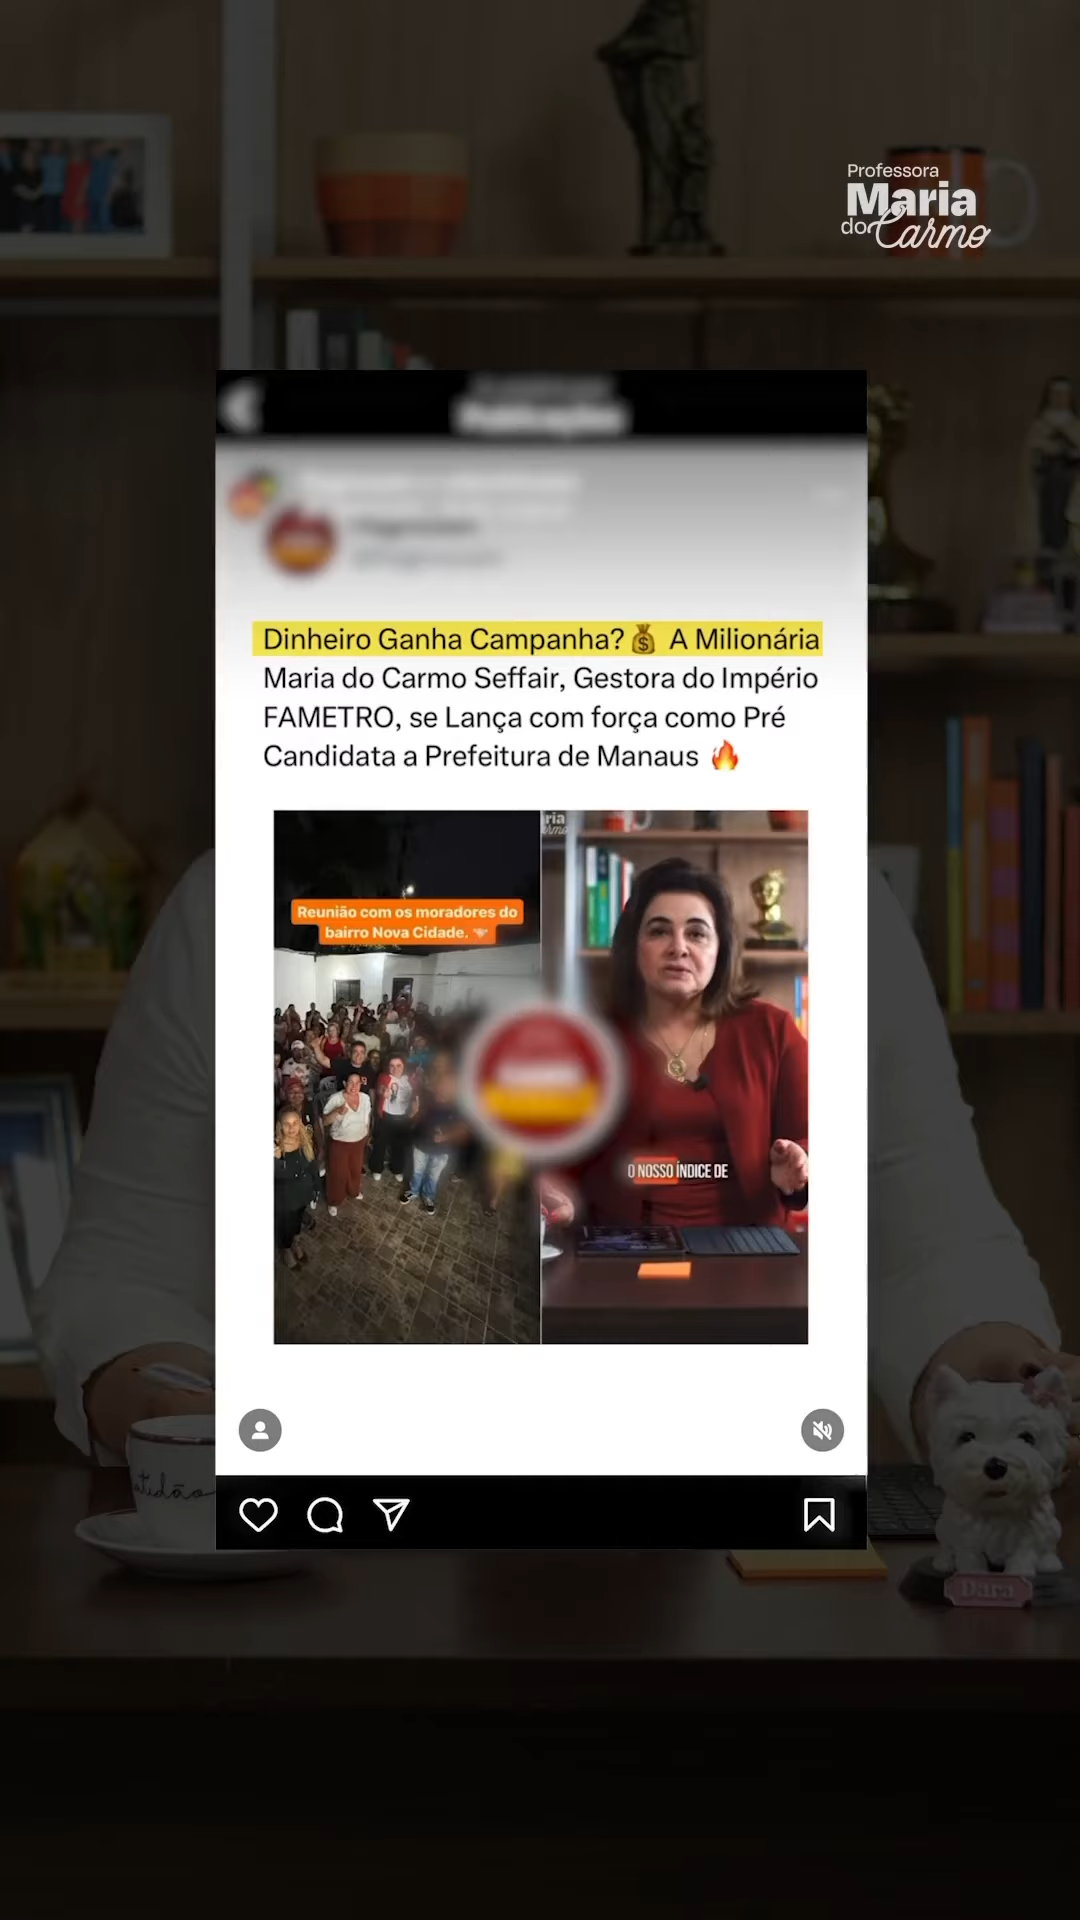 Professora
Maria
do Carmo
Dinheiro Ganha Campanha?💰 A Milionária
Maria do Carmo Seffair, Gestora do Império
FAMETRO, se Lança com força como Pré
Candidata a Prefeitura de Manaus 🔥
Reunião com os moradores do
bairro Nova Cidade. 🤝
O NOSSO ÍNDICE DE
Dara